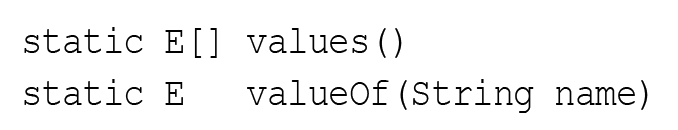 static E[] values()
static E   valueOf(String name)